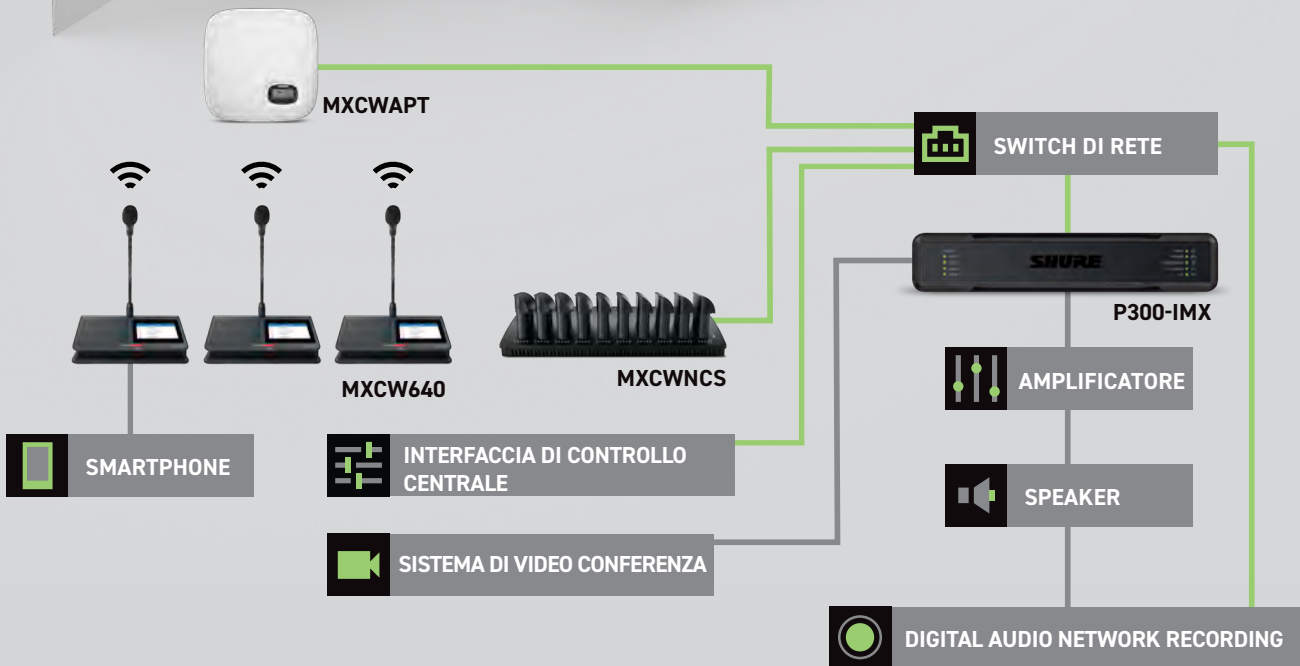 MXCWAPT
SWITCH DI RETE
SHURE
P300-IMX
MXCWNCS
MXCW640
AMPLIFICATORE
SMARTPHONE
INTERFACCIA DI CONTROLLO
CENTRALE
SPEAKER
SISTEMA DI VIDEO CONFERENZA
DIGITAL AUDIO NETWORK RECORDING